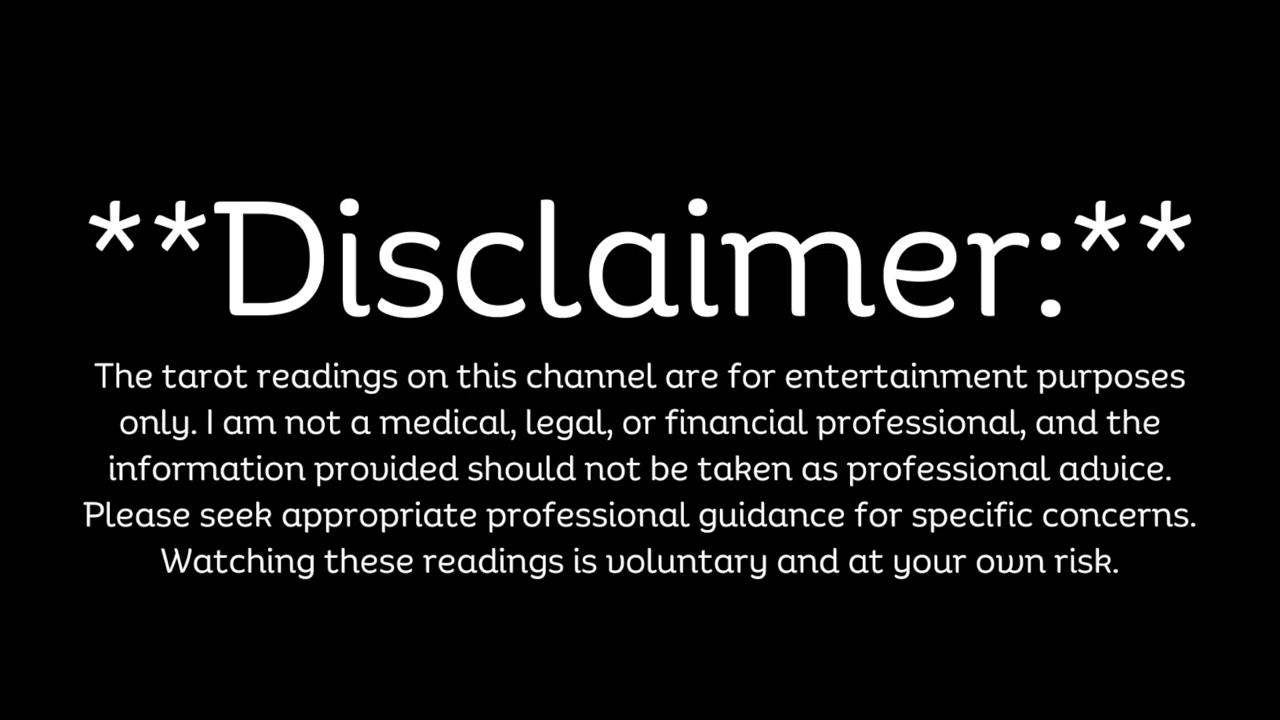 **Disclaimer:**
The tarot readings on this channel are for entertainment purposes
only. I am not a medical, legal, or financial professional, and the
information provided should not be taken as professional advice.
Please seek appropriate professional guidance for specific concerns.
Watching these readings is voluntary and at your own risk.